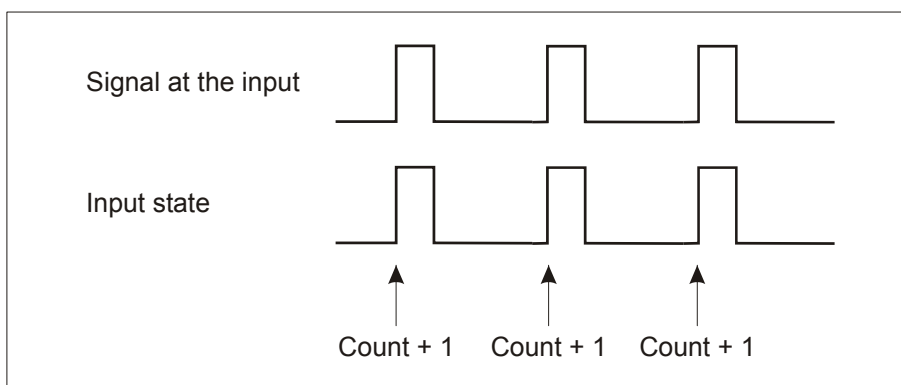 Signal at the input
Input state
Count + 1 Count + 1 Count + 1